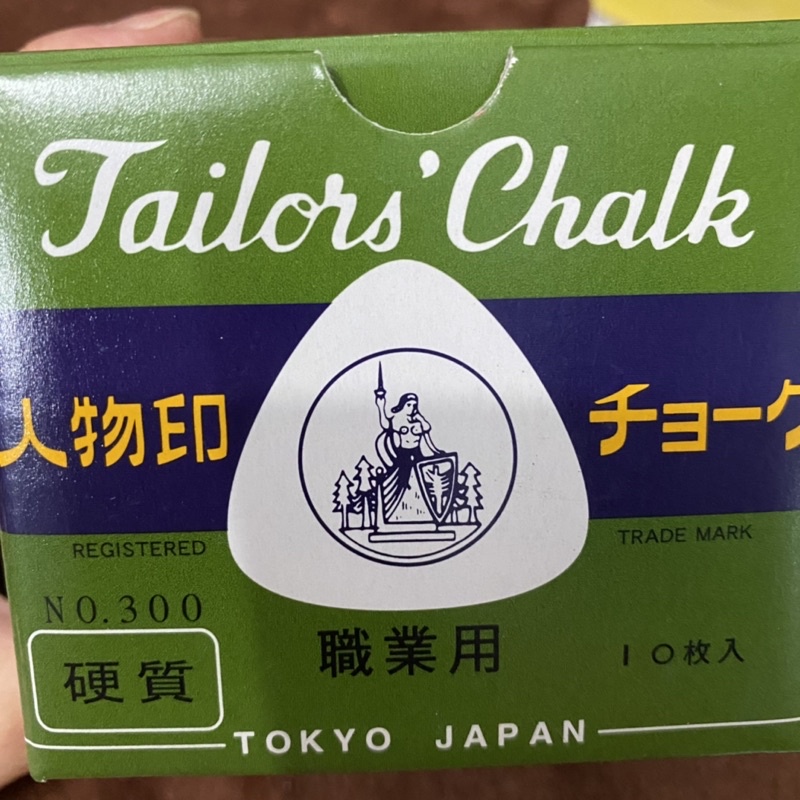 Tailors' Chalk
人物印 チョーク
REGISTERED TRADE MARK
NO.300
硬質 職業用 10枚入
TOKYO JAPAN